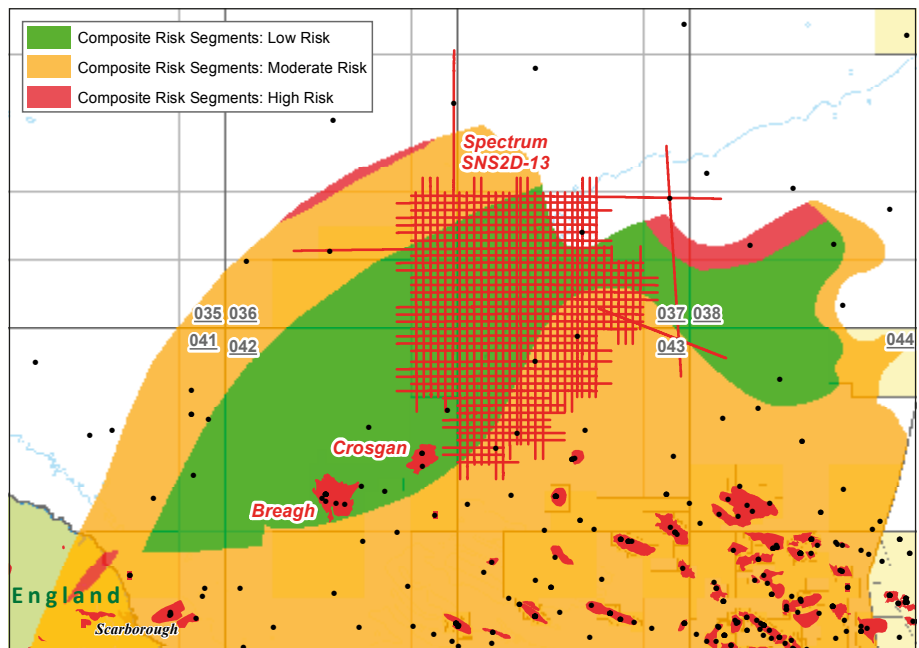 Composite Risk Segments: Low Risk
Composite Risk Segments: Moderate Risk
Composite Risk Segments: High Risk
Spectrum
SNS2D-13
035 036
037 038
041 042
043
044
Crosgan
Breagh
England
Scarborough